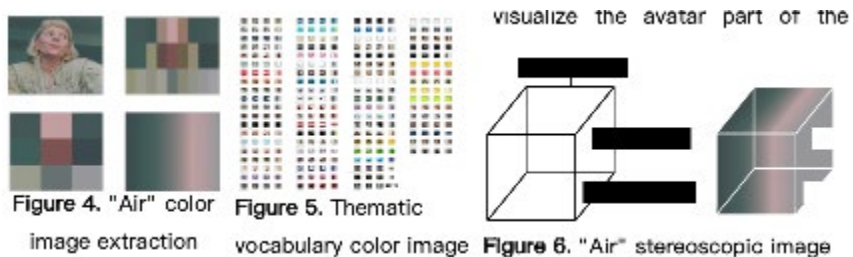 visualize the avatar part of the
Figure 4. "Air" color
image extraction
Figure 5. Thematic
vocabulary color image
Figure 6. "Air" stereoscopic image